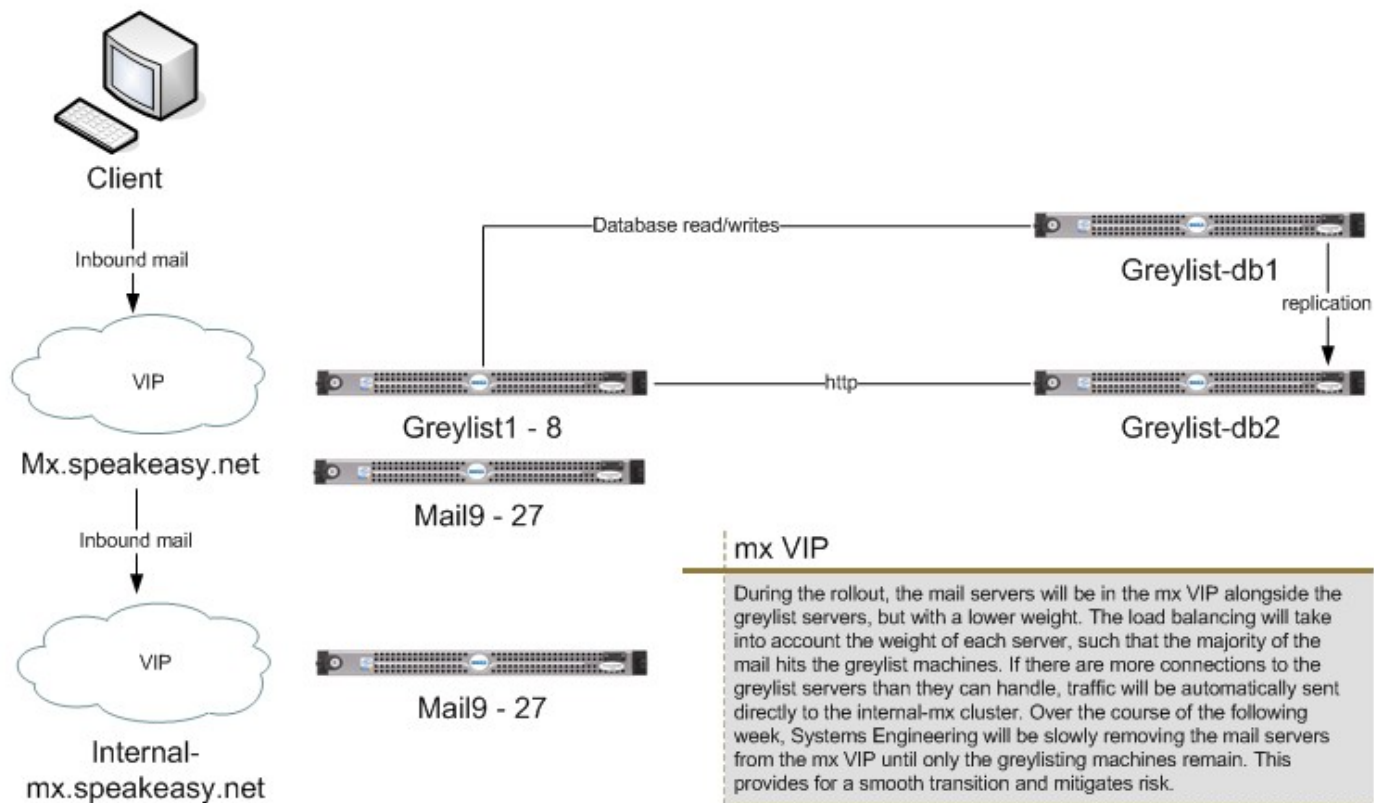 Client
Inbound mail
VIP
Mx.speakeasy.net
Inbound mail
VIP
Internal-
mx.speakeasy.net
Database read/writes
Greylist-db1
replication
Greylist1 - 8
http
Greylist-db2
Mail9 - 27
Mail9 - 27
mx VIP
During the rollout, the mail servers will be in the mx VIP alongside the
greylist servers, but with a lower weight. The load balancing will take
into account the weight of each server, such that the majority of the
mail hits the greylist machines. If there are more connections to the
greylist servers than they can handle, traffic will be automatically sent
directly to the internal-mx cluster. Over the course of the following
week, Systems Engineering will be slowly removing the mail servers
from the mx VIP until only the greylisting machines remain. This
provides for a smooth transition and mitigates risk.